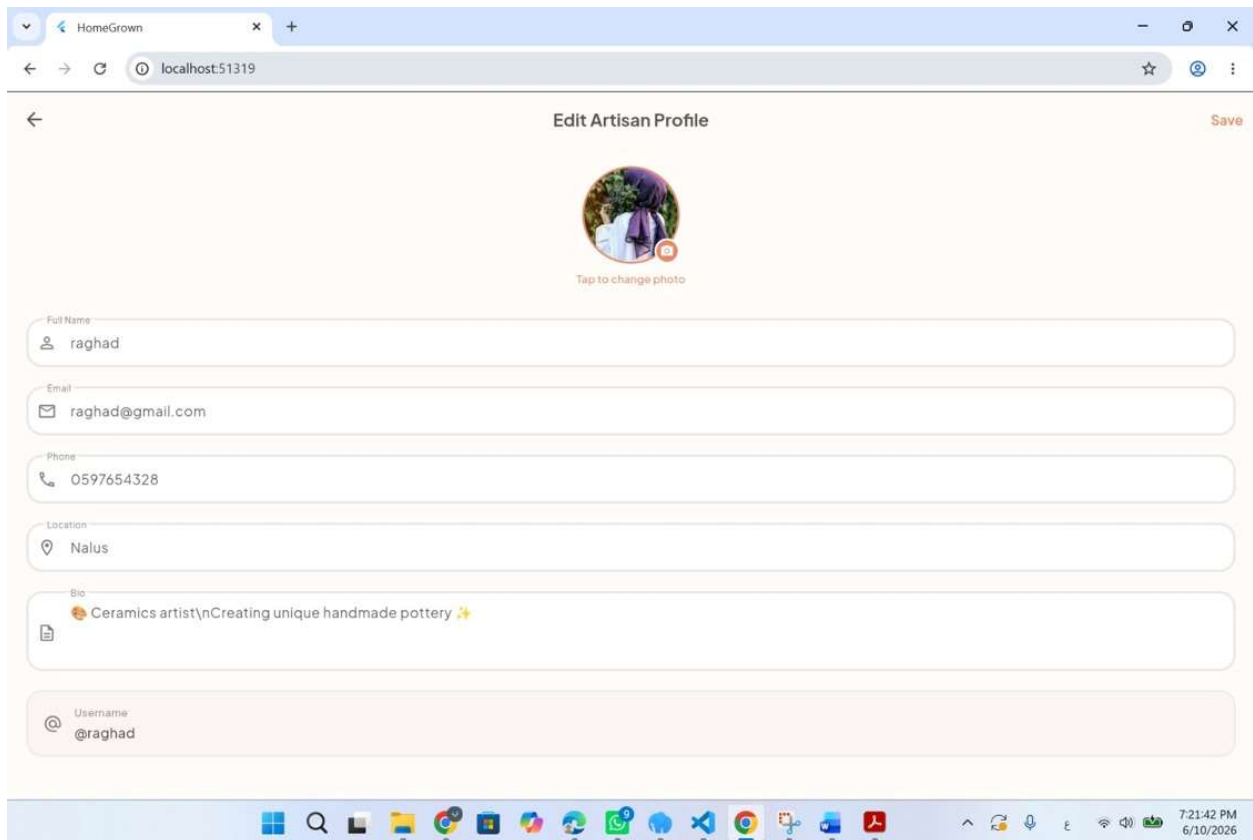 HomeGrown
localhost:51319
Edit Artisan Profile
Save
Tap to change photo
Full Name
raghad
Email
raghad@gmail.com
Phone
0597654328
Location
Nalus
Bio
🎨 Ceramics artist\nCreating unique handmade pottery ✨
@
Username
@raghad
9
W
ع
7:21:42 PM
6/10/2026